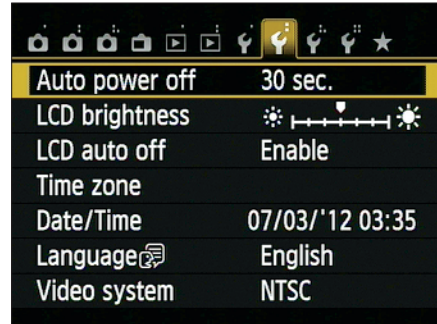 Auto power off 30 sec.
LCD brightness
LCD auto off Enable
Time zone
Date/Time 07/03/'12 03:35
Language English
Video system NTSC